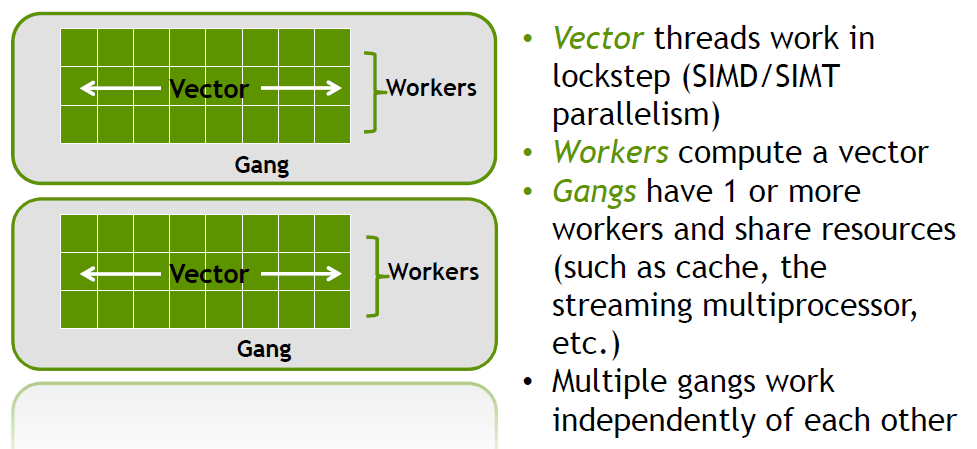 Vector
Workers
Gang
Vector
Workers
Gang
• Vector threads work in
lockstep (SIMD/SIMT
parallelism)
• Workers compute a vector
• Gangs have 1 or more
workers and share resources
(such as cache, the
streaming multiprocessor,
etc.)
• Multiple gangs work
independently of each other